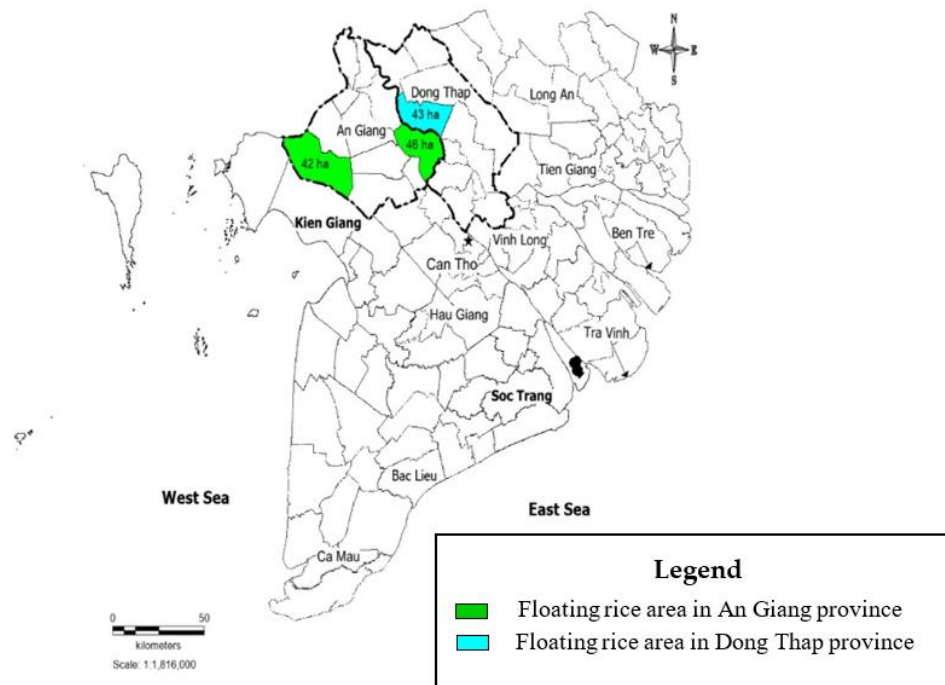 N
W E
S
Dong Thap
Long An
43 ha
An Giang
46 ha
42 ha
Tien Giang
Kien Giang
Ben Tre
Vinh Long
Can Tho
Hau Giang
Tra Vinh
Soc Trang
Bac Lieu
West Sea
East Sea
Ca Mau
Legend
Floating rice area in An Giang province
Floating rice area in Dong Thap province
0 50
kilometers
Scale: 1:1,816,000